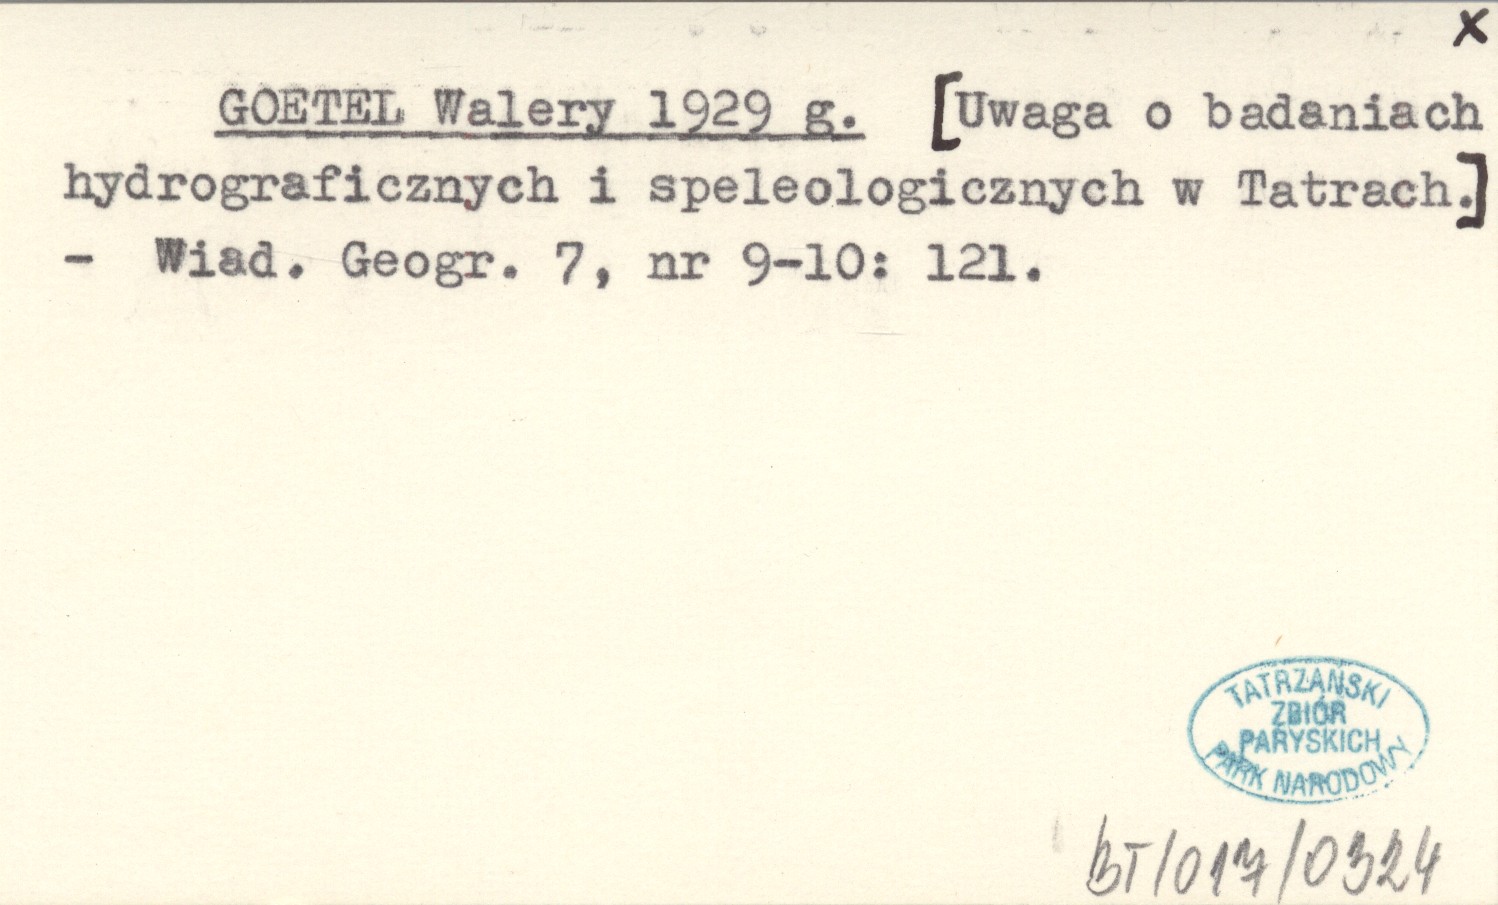 x
GOETEL Walery 1929 g. [Uwaga o badaniach
hydrograficznych i speleologicznych w Tatrach.]
- Wiad. Geogr. 7, nr 9-10: 121.
TATRZAŃSKI
ZBIÓR
PARYSKICH
PARK NARODOWY
BT/017/0324